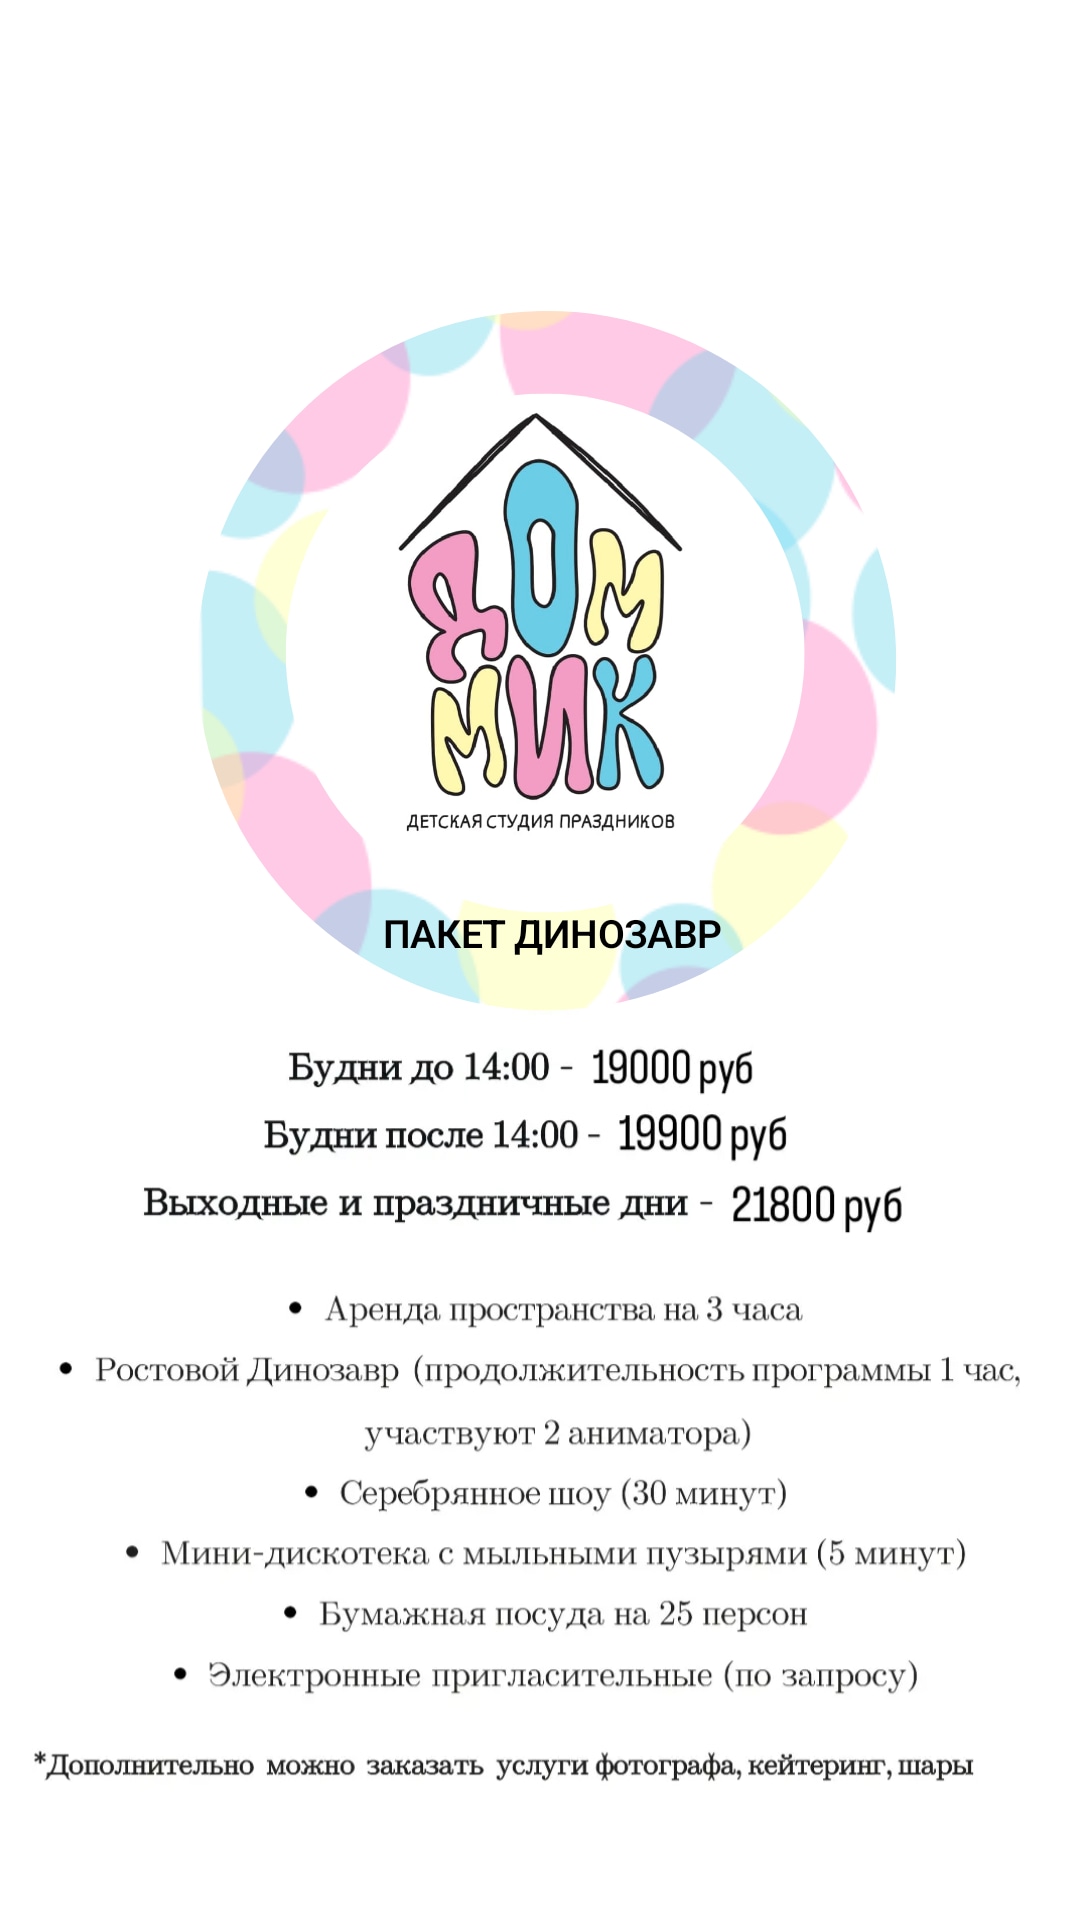 ДОМ
МИК
ДЕТСКАЯ СТУДИЯ ПРАЗДНИКОВ
ПАКЕТ ДИНОЗАВР
Будни до 14:00 - 19000 руб
Будни после 14:00 - 19900 руб
Выходные и праздничные дни - 21800 руб
• Аренда пространства на 3 часа
• Ростовой Динозавр (продолжительность программы 1 час,
участвуют 2 аниматора)
• Серебрянное шоу (30 минут)
• Мини-дискотека с мыльными пузырями (5 минут)
• Бумажная посуда на 25 персон
• Электронные пригласительные (по запросу)
*Дополнительно можно заказать услуги фотографа, кейтеринг, шары